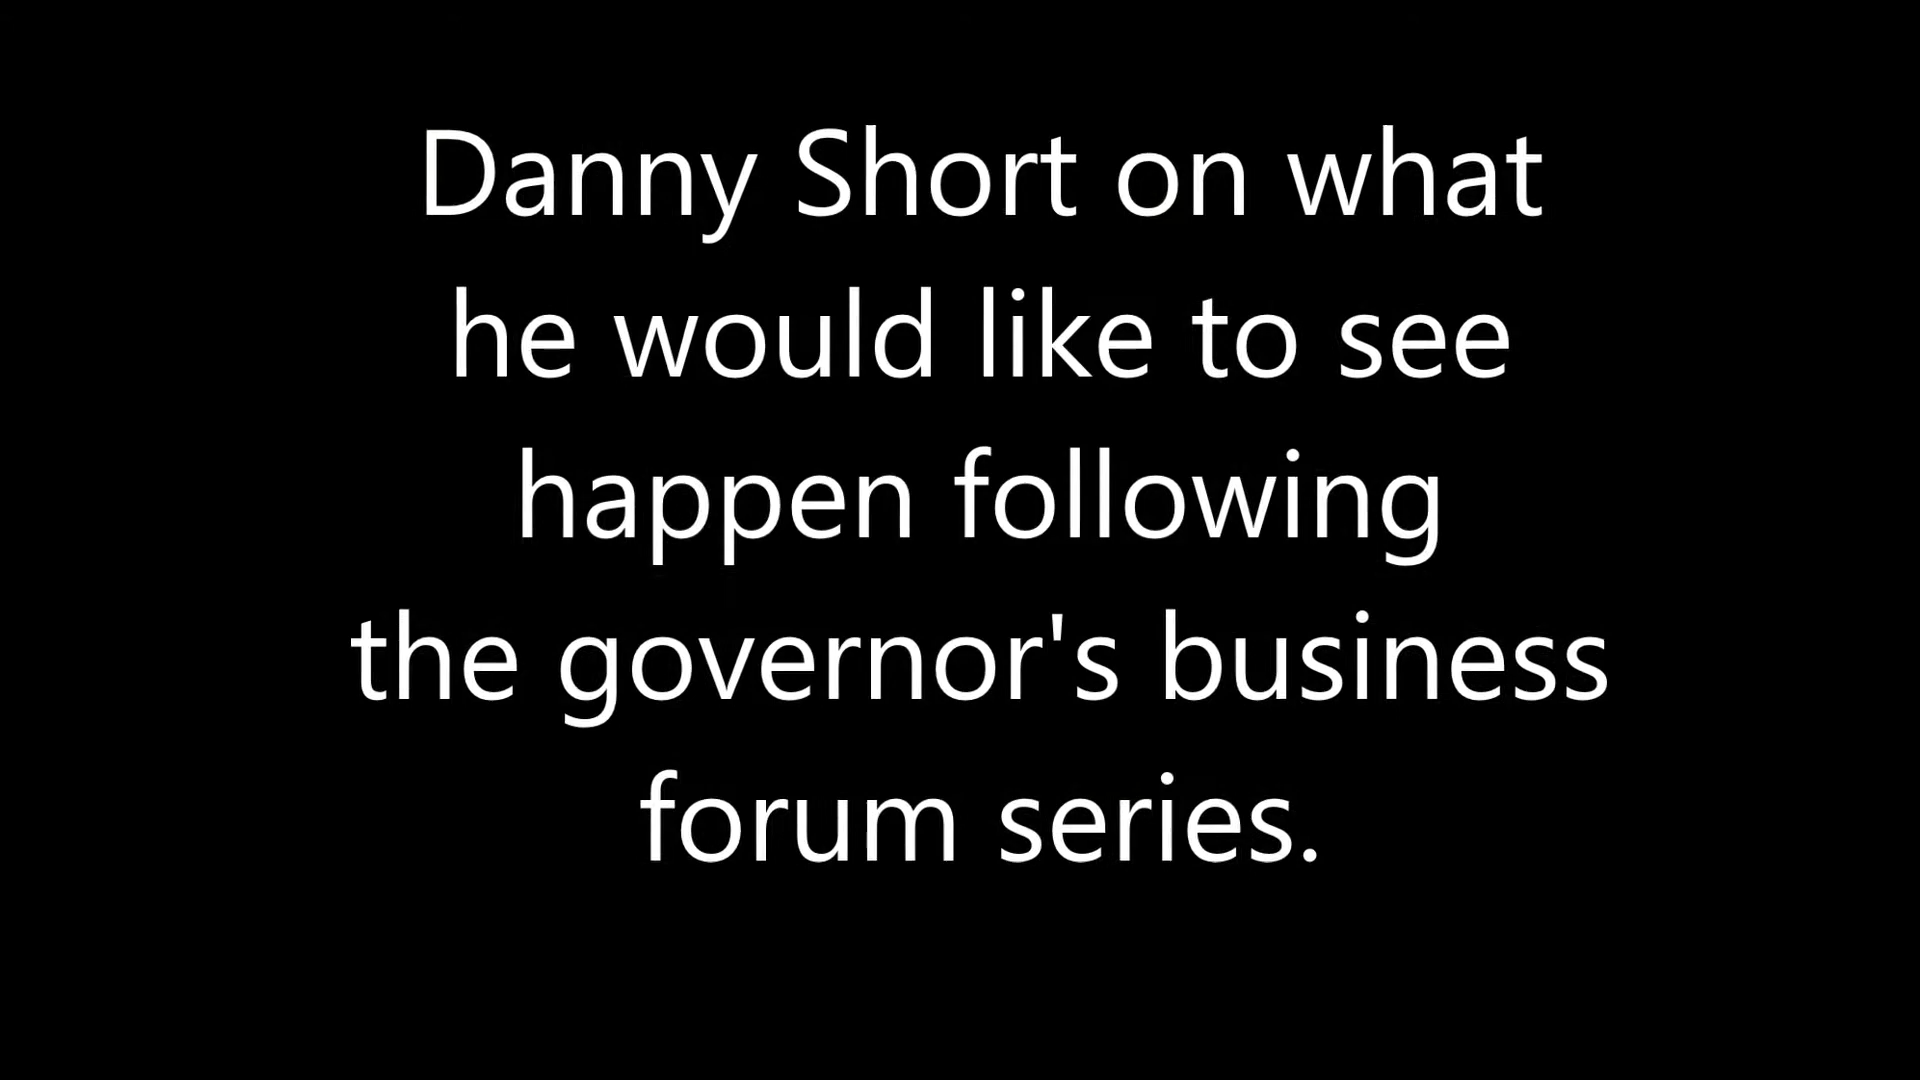 Danny Short on what
he would like to see
happen following
the governor's business
forum series.